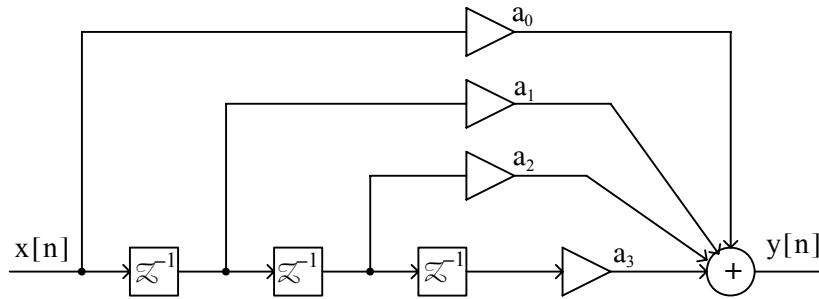 a₀
a₁
a₂
x[n]
𝒵⁻¹
𝒵⁻¹
𝒵⁻¹
a₃
+
y[n]